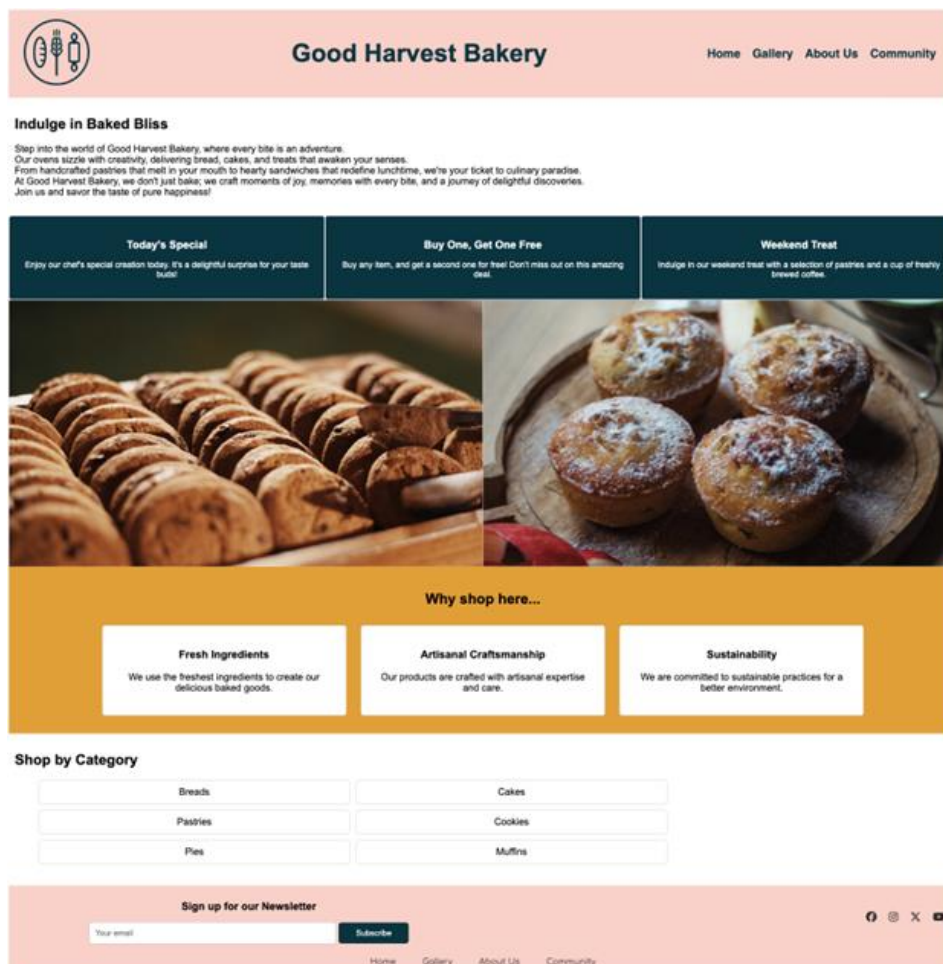 Good Harvest Bakery
Home Gallery About Us Community
Indulge in Baked Bliss
Step into the world of Good Harvest Bakery, where every bite is an adventure.
Our ovens sizzle with creativity, delivering bread, cakes, and treats that awaken your senses.
From handcrafted pastries that melt in your mouth to hearty sandwiches that redefine lunchtime, we're your ticket to culinary paradise.
At Good Harvest Bakery, we don't just bake; we craft moments of joy, memories with every bite, and a journey of delightful discoveries.
Join us and savor the taste of pure happiness!
Today's Special
Enjoy our chef's special creation today. It's a delightful surprise for your taste
buds!
Buy One, Get One Free
Buy any item, and get a second one for free! Don't miss out on this amazing
deal.
Weekend Treat
Indulge in our weekend treat with a selection of pastries and a cup of freshly
brewed coffee.
Why shop here...
Fresh Ingredients
We use the freshest ingredients to create our
delicious baked goods.
Artisanal Craftsmanship
Our products are crafted with artisanal expertise
and care.
Sustainability
We are committed to sustainable practices for a
better environment.
Shop by Category
Breads
Cakes
Pastries
Cookies
Pies
Muffins
Sign up for our Newsletter
Your email
Subscribe
Home Gallery About Us Community